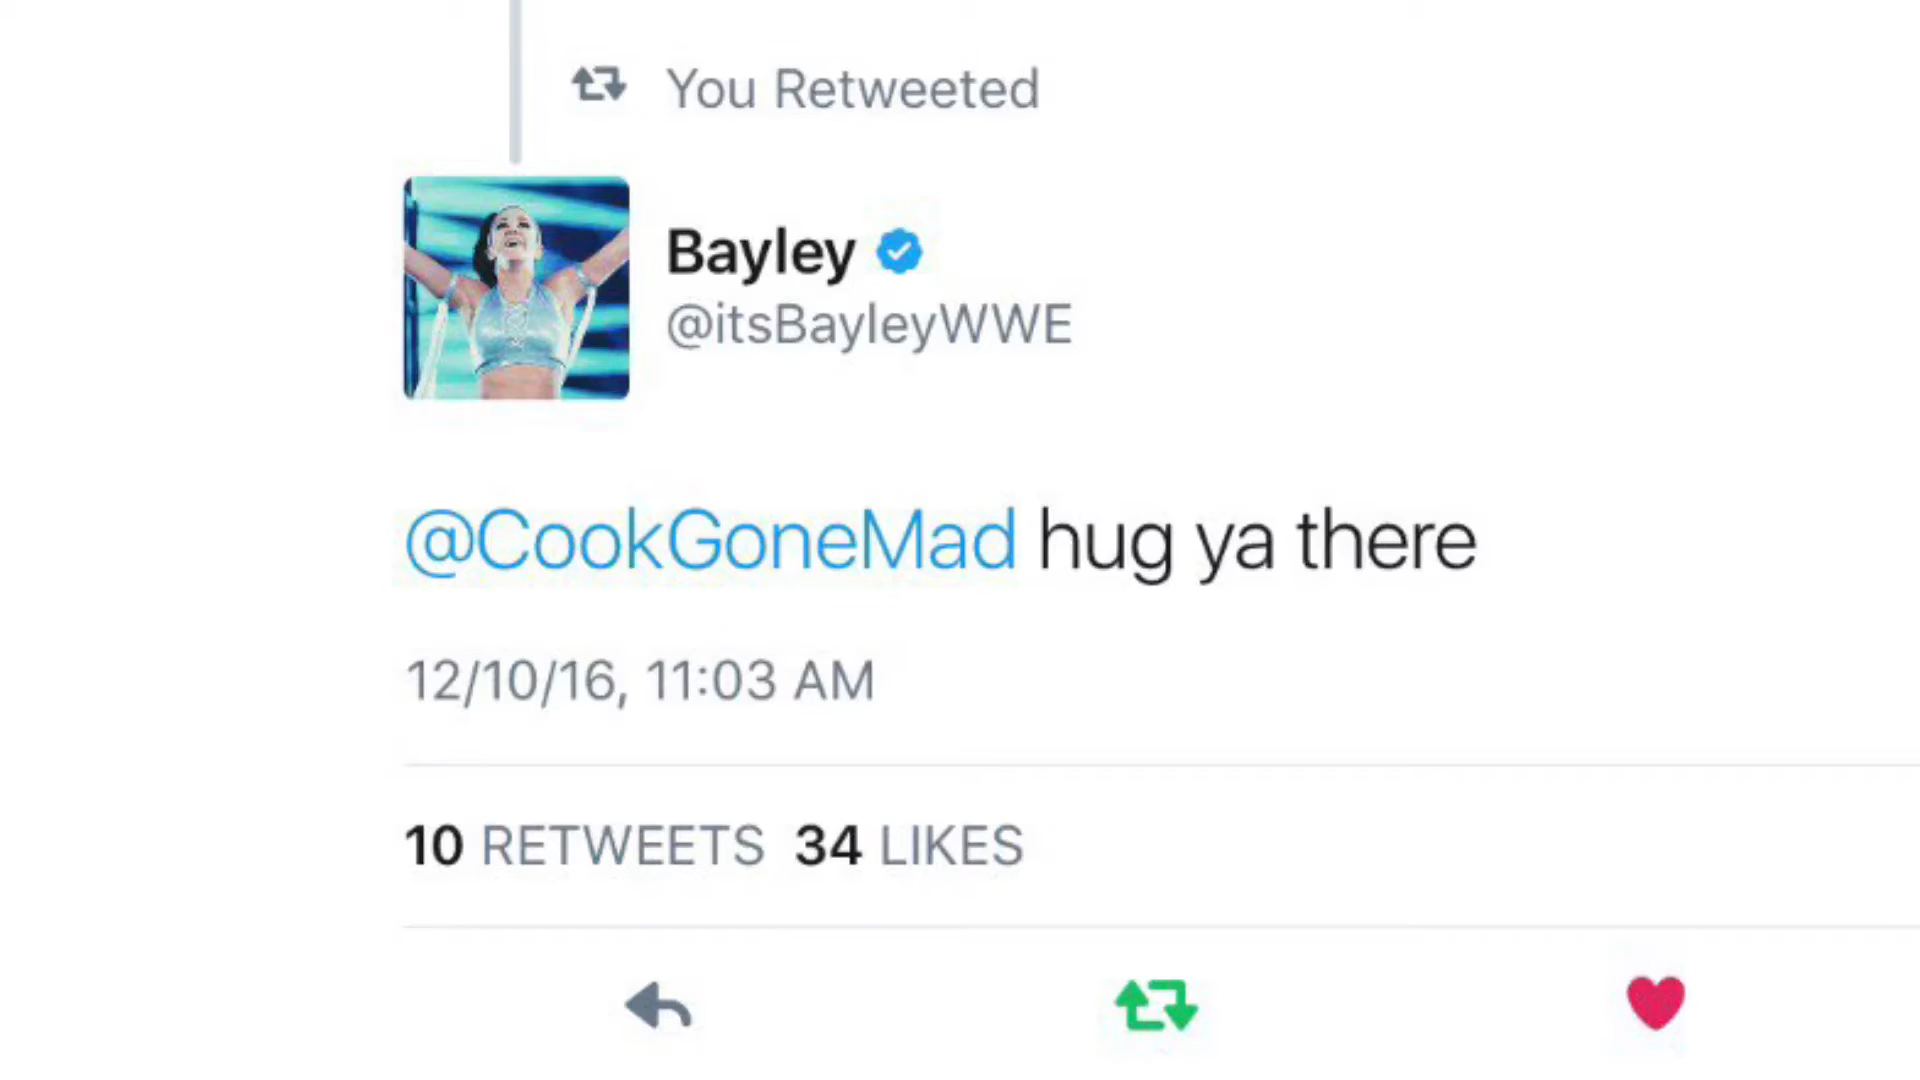 You Retweeted
Bayley
@itsBayleyWWE
@CookGoneMad hug ya there
12/10/16, 11:03 AM
10 RETWEETS 34 LIKES